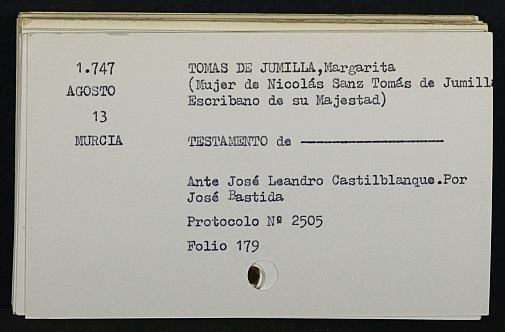 1.747
AGOSTO
13
MURCIA
TOMAS DE JUMILLA,Margarita
(Mujer de Nicolás Sanz Tomás de Jumilla
Escribano de su Majestad)
TESTAMENTO de ------------------
Ante José Leandro Castilblanque.Por
José Bastida
Protocolo Nº 2505
Folio 179